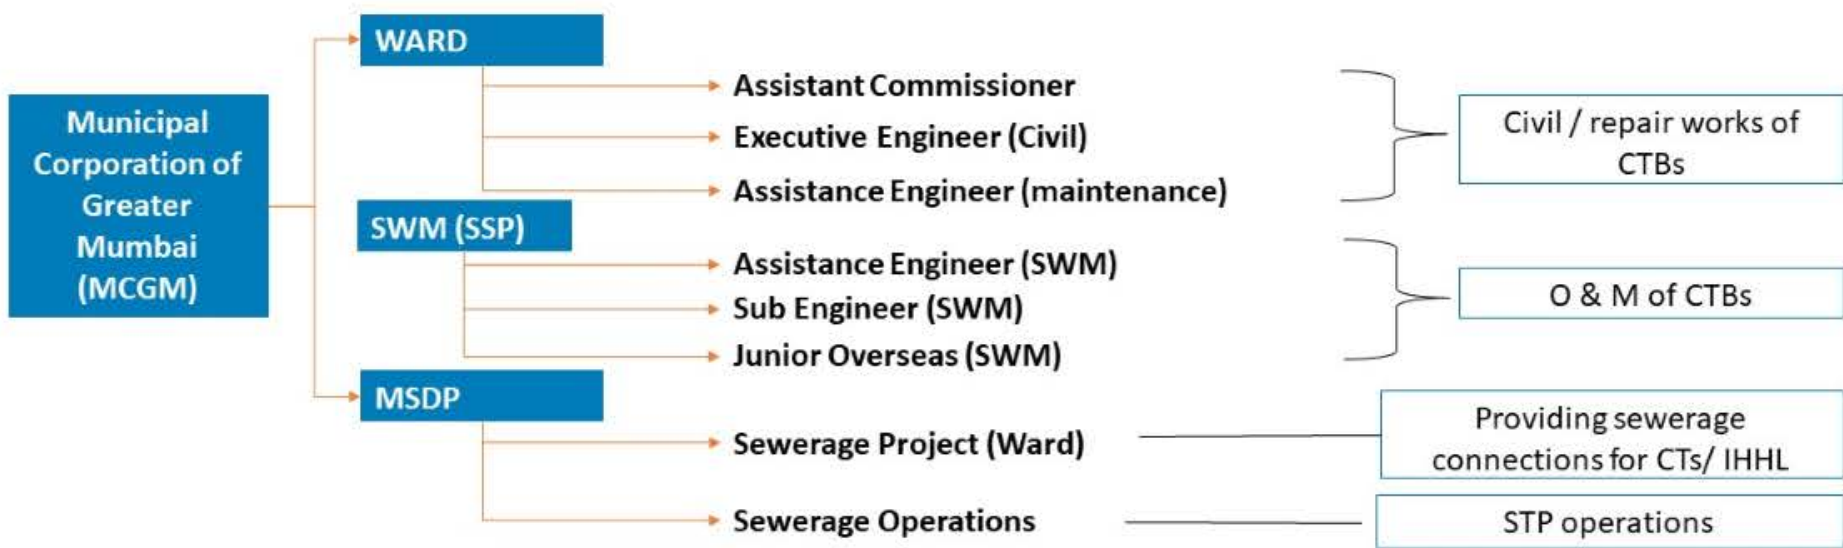 Municipal
Corporation of
Greater
Mumbai
(MCGM)
WARD
Assistant Commissioner
Executive Engineer (Civil)
Assistance Engineer (maintenance)
Civil / repair works of
CTBs
SWM (SSP)
Assistance Engineer (SWM)
Sub Engineer (SWM)
Junior Overseas (SWM)
O & M of CTBs
MSDP
Sewerage Project (Ward)
Providing sewerage
connections for CTs/ IHHL
Sewerage Operations
STP operations